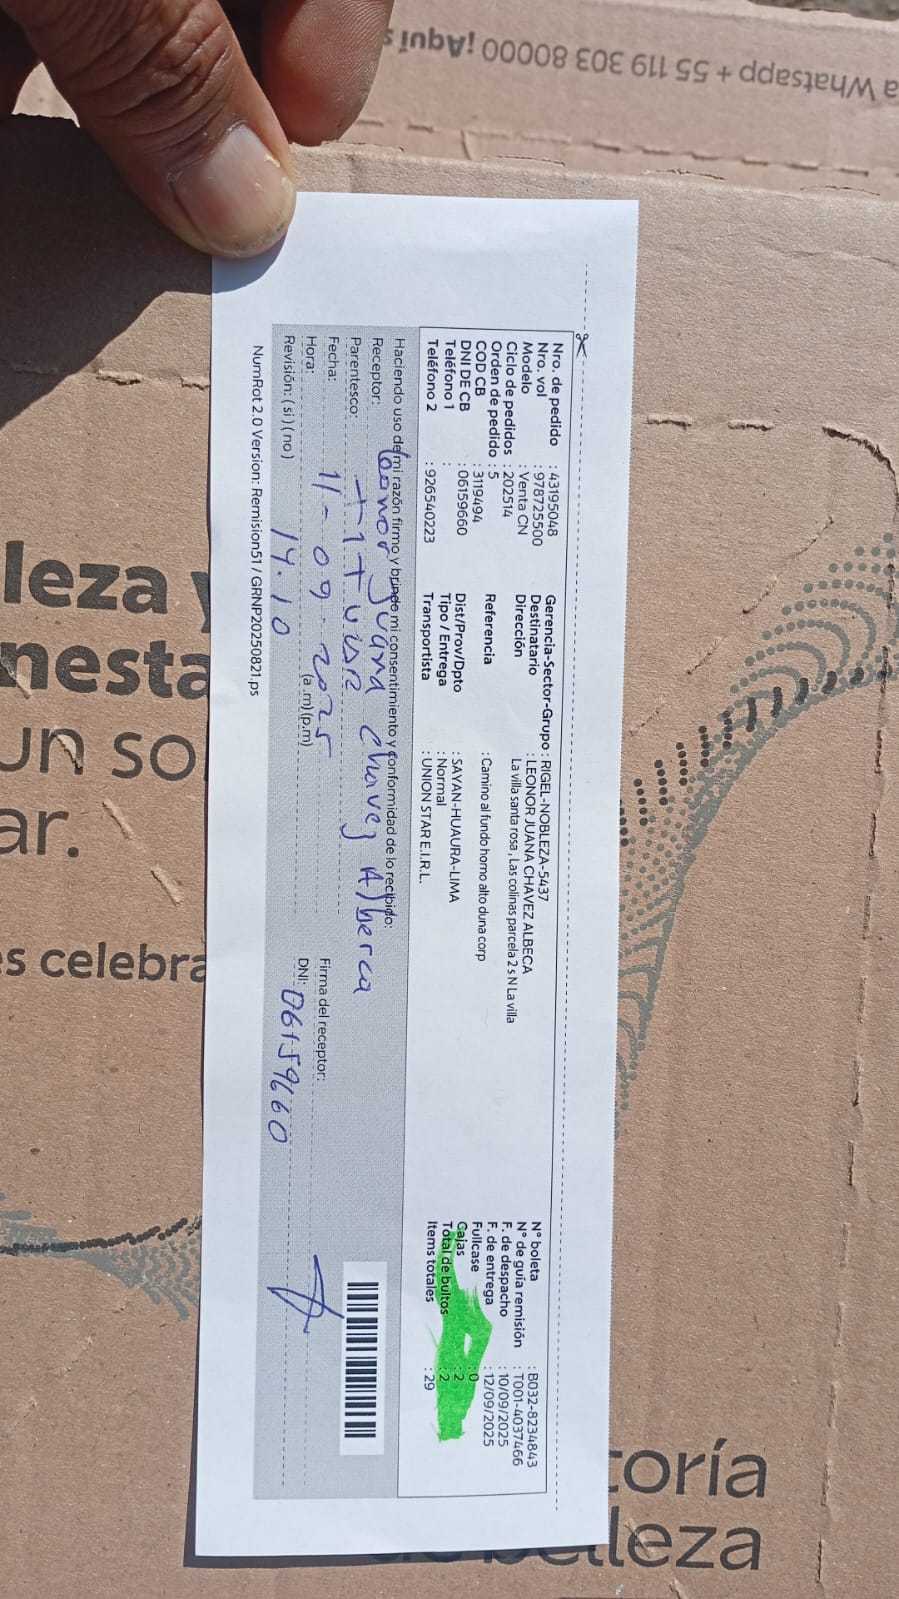 a Whatsapp + 55 119 303 80000 ¡Aquí s
Nro. de pedido : 43195048
Nro. vol : 978725500
Modelo : Venta CN
Ciclo de pedidos : 202514
Orden de pedido : 5
COD CB : 3119494
DNI DE CB : 06159660
Teléfono 1 :
Teléfono 2 : 926540223
Gerencia-Sector-Grupo : RIGEL-NOBLEZA-5437
Destinatario : LEONOR JUANA CHAVEZ ALBECA
Dirección La villa santa rosa , Las colinas parcela 2 s N La villa
Referencia : Camino al fundo homo alto duna corp
Dist/Prov/Dpto : SAYAN-HUAURA-LIMA
Tipo / Entrega : Normal
Transportista : UNION STAR E.I.R.L.
N° boleta : B032-8234843
N° de guía remisión : T001-4037466
F. de despacho : 10/09/2025
F. de entrega : 12/09/2025
Fullcase : 0
Cajas : 2
Total de bultos : 2
Items totales : 29
Haciendo uso de mi razón firmo y brindo mi consentimiento y conformidad de lo recibido:
Receptor: Leonor Juana Chavez Alberca
Parentesco:
Fecha: 11-09-2025
Hora: 14.10 (a.m)(p.m)
Revisión: ( si ) ( no )
Firma del receptor:
DNI: 06159660
NumRot 2.0 Version: Remision51 / GRNP20250821.ps
leza y
nesta
un so
ar.
s celebra
toría
de belleza